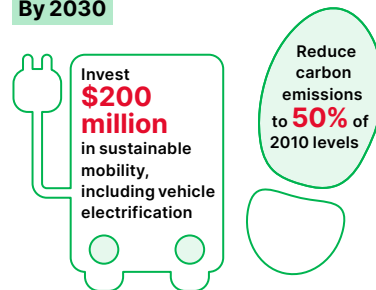 By 2030
Invest
$200
million
in sustainable
mobility,
including vehicle
electrification
Reduce
carbon
emissions
to 50% of
2010 levels